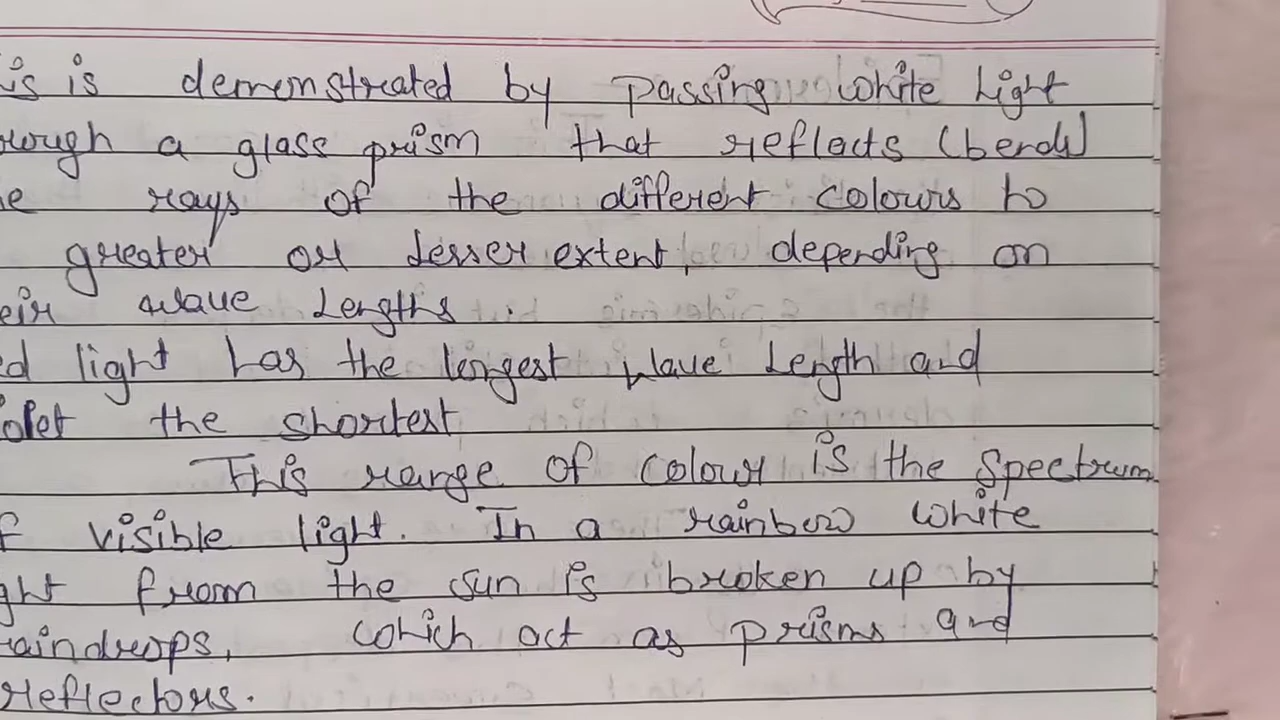 is is demonstrated by passing white light
rough a glass prism that reflects (bends)
e rays of the different colours to
greater or lesser extent, depending on
eir wave lengths.
ed light has the longest wave length and
olet the shortest
This range of colour is the spectrum
f visible light. In a rainbow white
ght from the sun is broken up by
aindrops, which act as prisms and
reflectors.